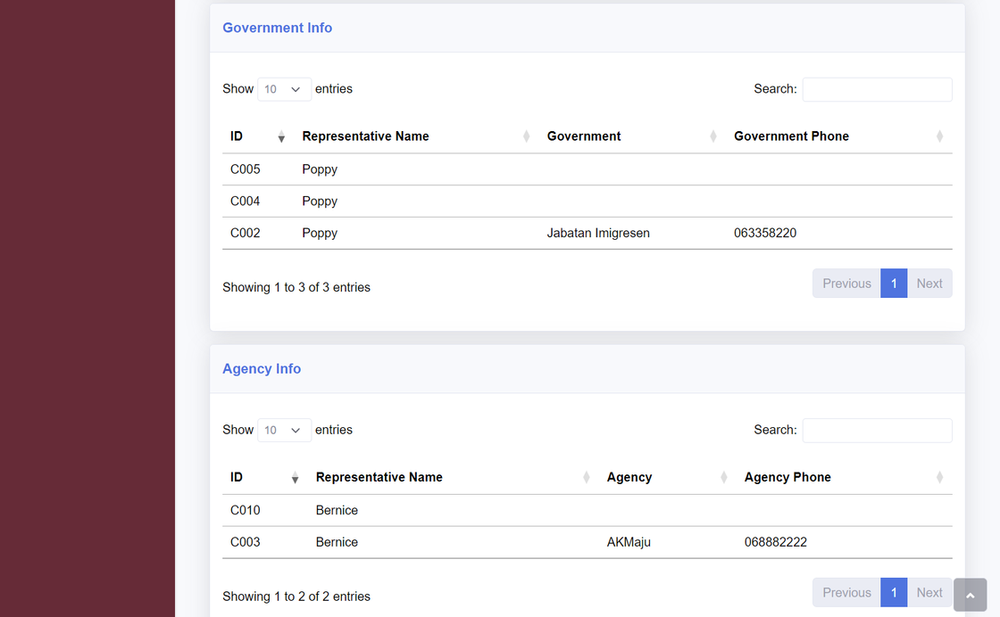 Government Info
Show 10 entries Search:
ID Representative Name Government Government Phone
C005 Poppy
C004 Poppy
C002 Poppy Jabatan Imigresen 063358220
Showing 1 to 3 of 3 entries Previous 1 Next
Agency Info
Show 10 entries Search:
ID Representative Name Agency Agency Phone
C010 Bernice
C003 Bernice AKMaju 068882222
Showing 1 to 2 of 2 entries Previous 1 Next